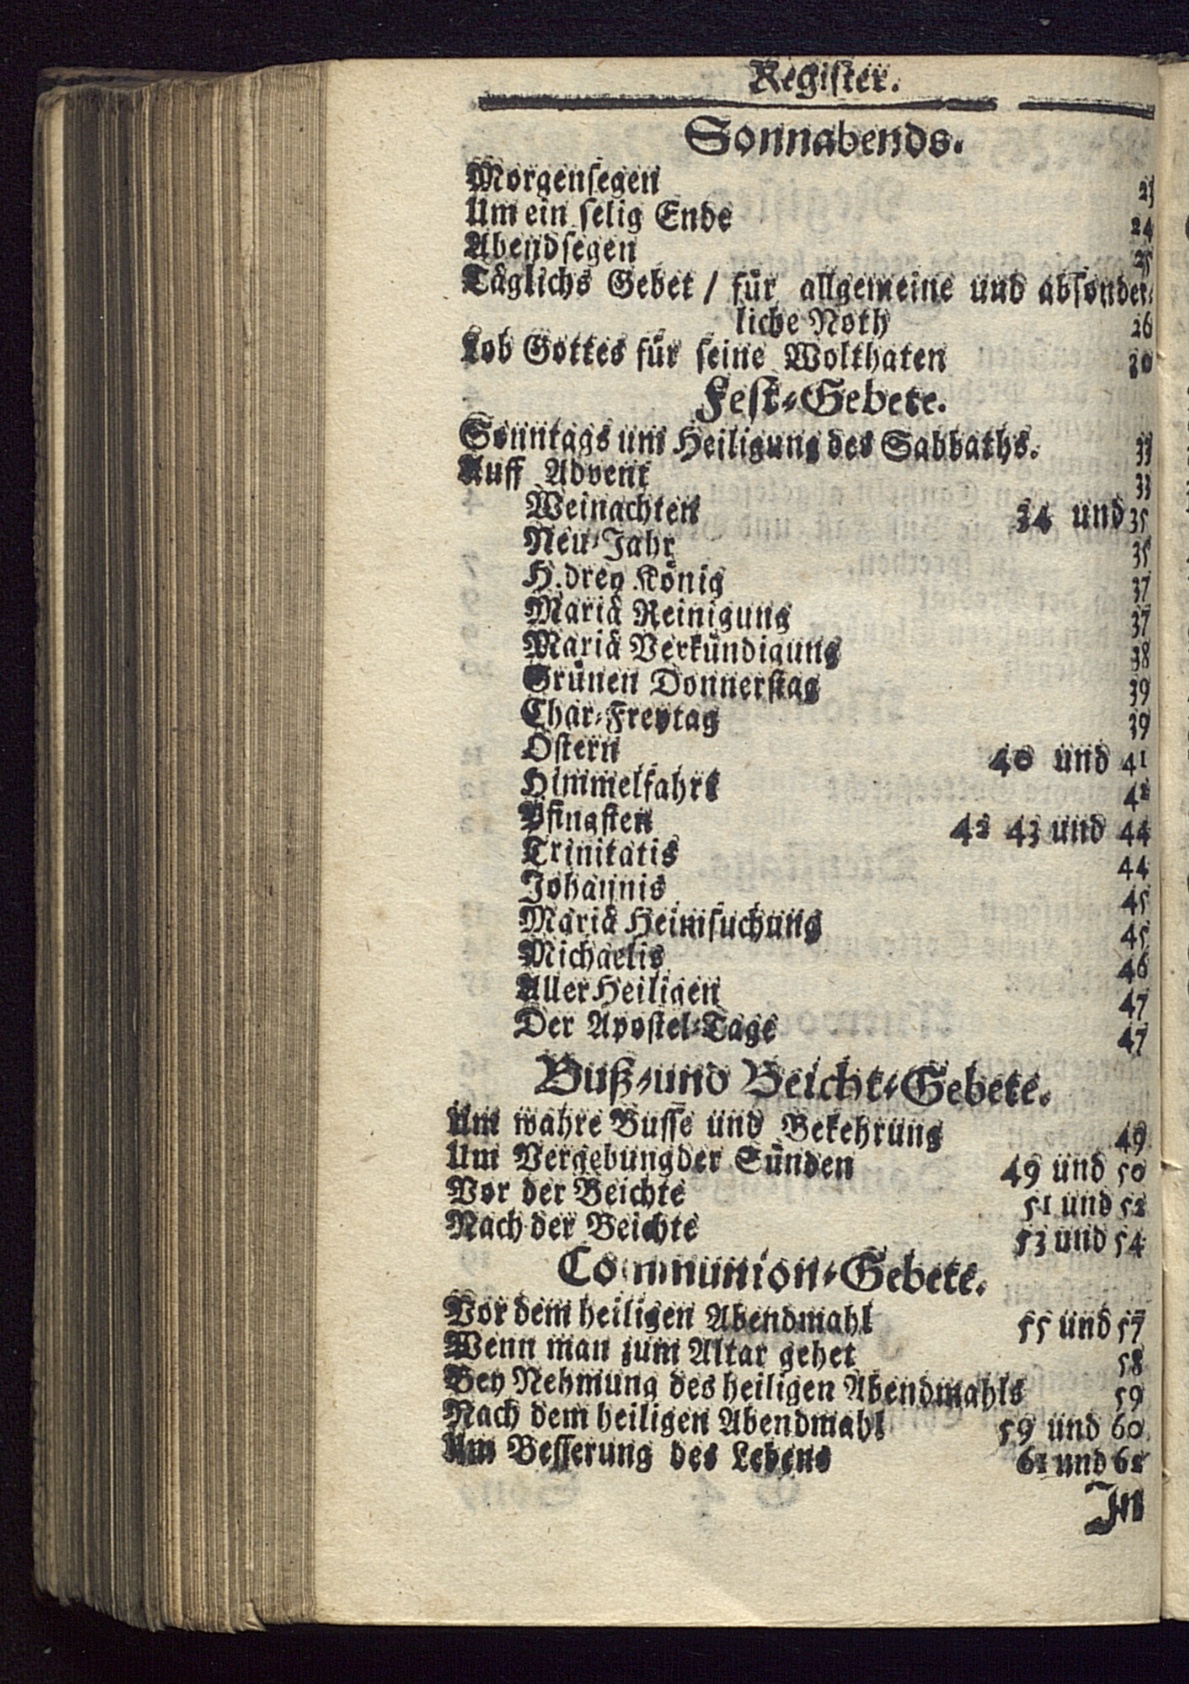 Register.
Sonnabends.
Morgensegen 23
Um ein selig Ende 24
Abendsegen 25
Täglichs Gebet / für allgemeine und absonder-
liche Noth 26
Lob Gottes für seine Wolthaten 30
Fest-Gebete.
Sonntags um Heiligung des Sabbaths. 33
Auff Advent 33
Weinachten 34 und 35
Neu-Jahr 35
H. drey König 37
Mariä Reinigung 37
Mariä Verkündigung 38
Grünen Donnerstag 39
Char-Freytag 39
Ostern 40 und 41
Himmelfahrt 42
Pfingsten 42 43 und 44
Trinitatis 44
Johannis 45
Mariä Heimsuchung 45
Michaelis 46
Aller Heiligen 47
Der Apostel-Tage 47
Buß-und Beicht-Gebete.
Um wahre Busse und Bekehrung 49
Um Vergebung der Sünden 49 und 50
Vor der Beichte 51 und 52
Nach der Beichte 53 und 54
Communion-Gebete.
Vor dem heiligen Abendmahl 55 und 57
Wenn man zum Altar gehet 58
Bey Nehmung des heiligen Abendmahls 59
Nach dem heiligen Abendmahl 59 und 60
Um Besserung des Lebens 61 und 62
In